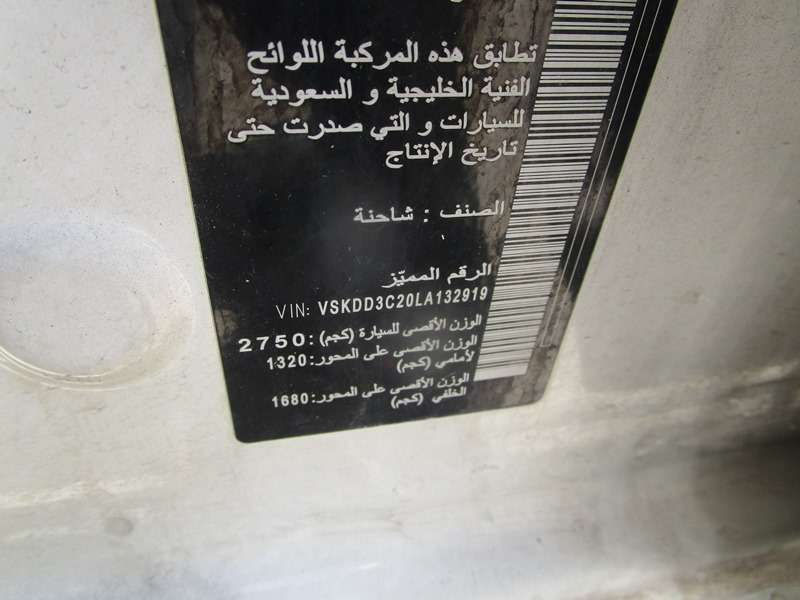 تطابق هذه المركبة اللوائح
الفنية الخليجية و السعودية
للسيارات و التي صدرت حتى
تاريخ الإنتاج
الصنف : شاحنة
الرقم المميّز
VIN: VSKDD3C20LA132919
الوزن الأقصى للسيارة (كجم): 2750
الوزن الأقصى على المحور: 1320
لأمامي (كجم)
الوزن الأقصى على المحور: 1680
الخلفي (كجم)